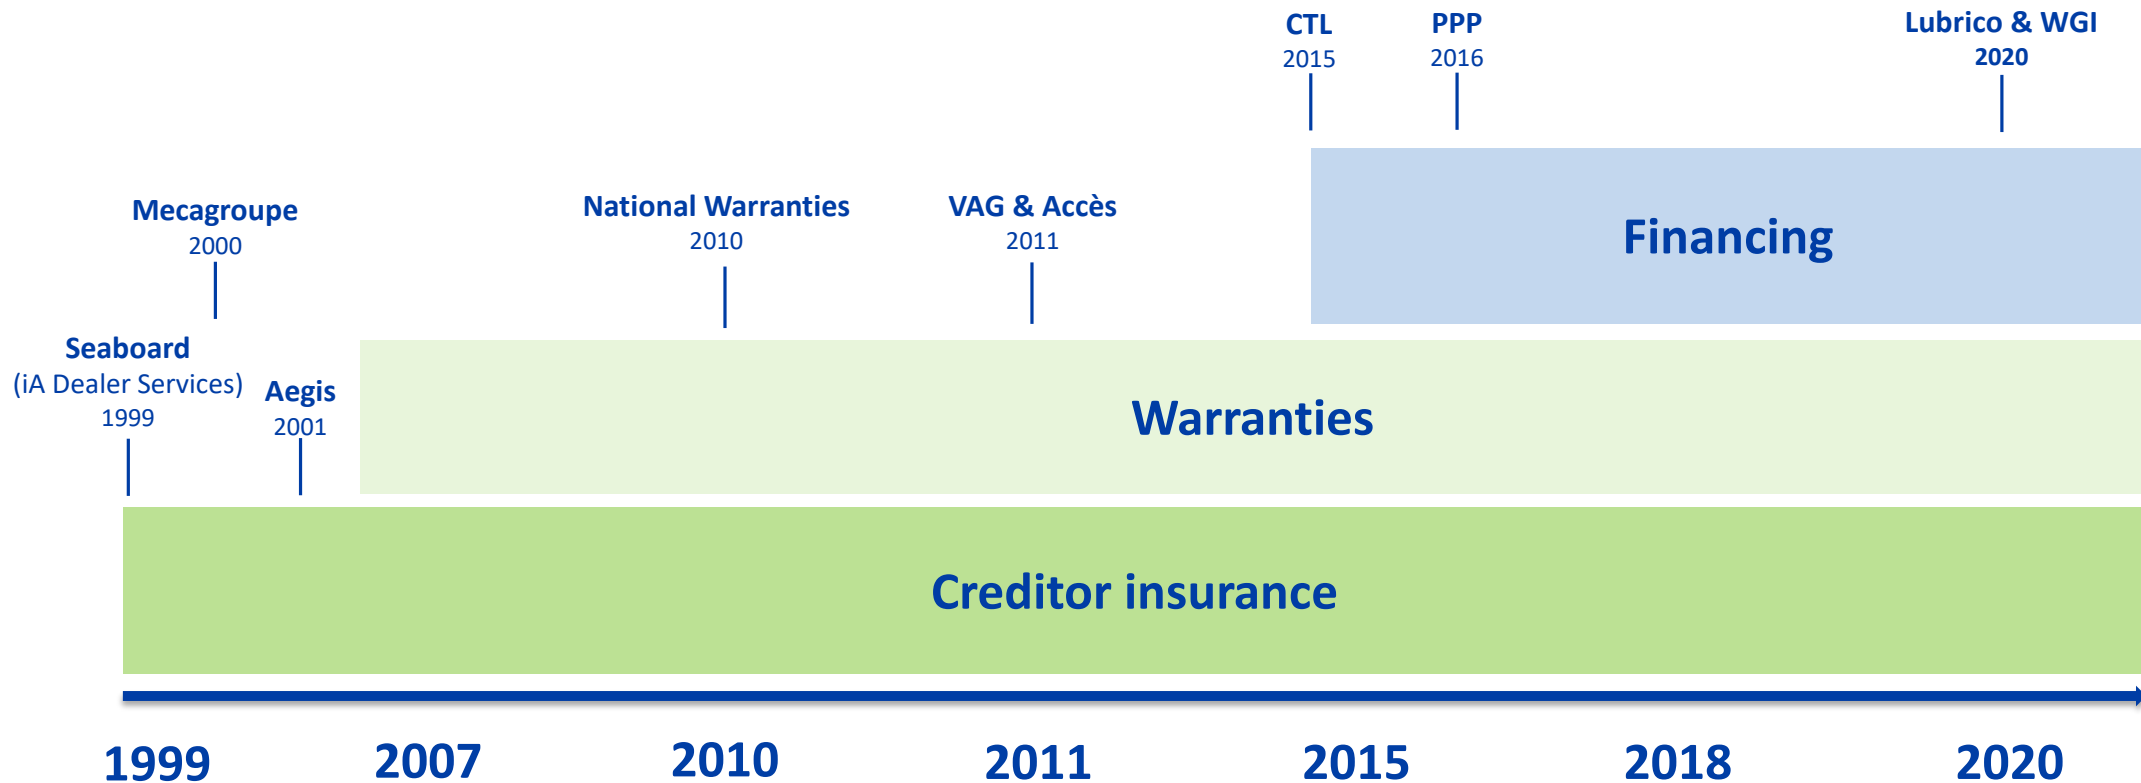 CTL
2015
PPP
2016
Lubrico & WGI
2020
Mecagroupe
2000
National Warranties
2010
VAG & Accès
2011
Financing
Seaboard
(iA Dealer Services)
1999
Aegis
2001
Warranties
Creditor insurance
1999
2007
2010
2011
2015
2018
2020